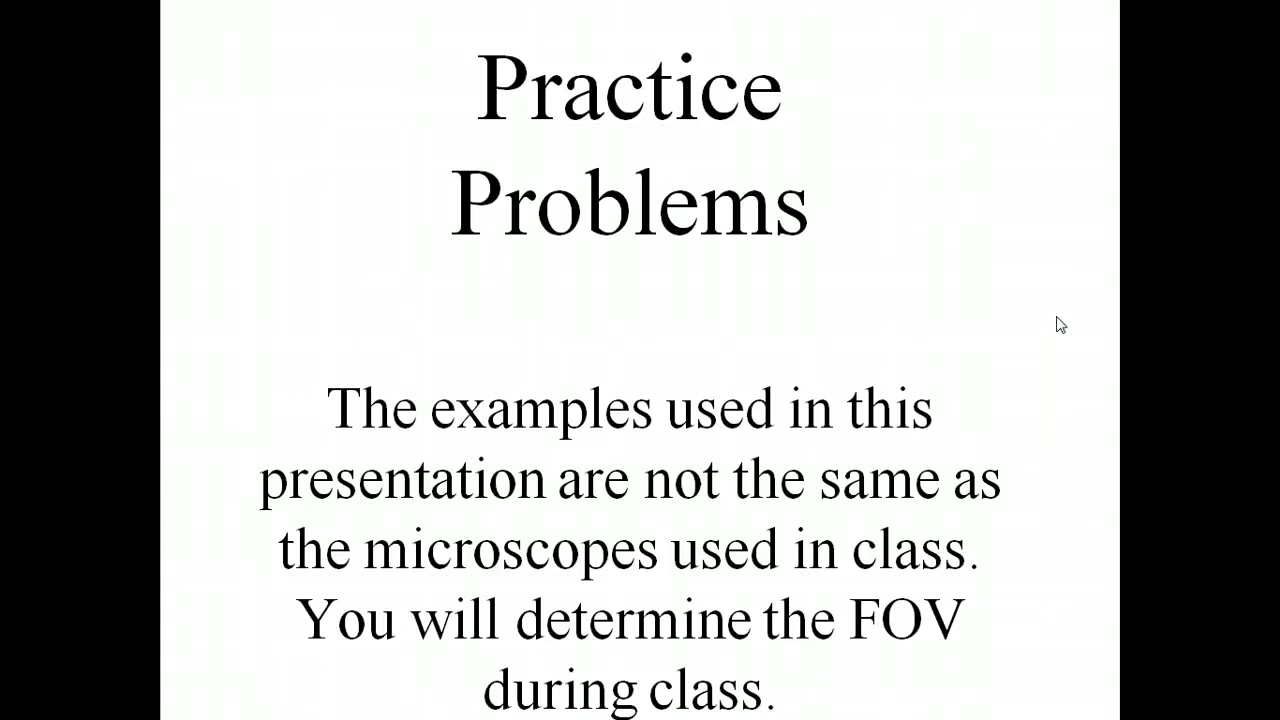 Practice
Problems
The examples used in this
presentation are not the same as
the microscopes used in class.
You will determine the FOV
during class.